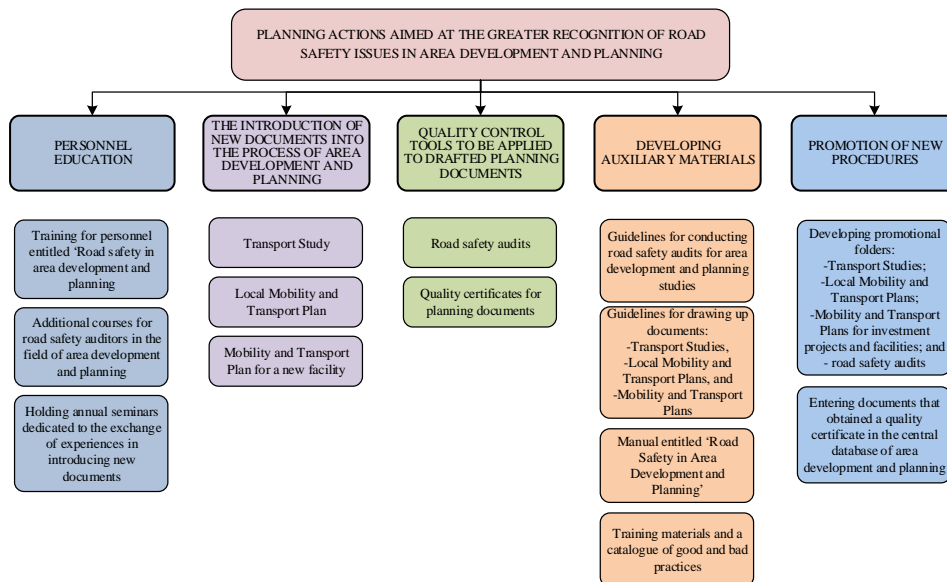 PLANNING ACTIONS AIMED AT THE GREATER RECOGNITION OF ROAD
SAFETY ISSUES IN AREA DEVELOPMENT AND PLANNING
PERSONNEL
EDUCATION
THE INTRODUCTION OF
NEW DOCUMENTS INTO
THE PROCESS OF AREA
DEVELOPMENT AND
PLANNING
QUALITY CONTROL
TOOLS TO BE APPLIED
TO DRAFTED PLANNING
DOCUMENTS
DEVELOPING
AUXILIARY MATERIALS
PROMOTION OF NEW
PROCEDURES
Training for personnel
entitled ‘Road safety in
area development and
planning
Additional courses for
road safety auditors in the
field of area development
and planning
Holding annual seminars
dedicated to the exchange
of experiences in
introducing new
documents
Transport Study
Local Mobility and
Transport Plan
Mobility and Transport
Plan for a new facility
Road safety audits
Quality certificates for
planning documents
Guidelines for conducting
road safety audits for area
development and planning
studies
Guidelines for drawing up
documents:
-Transport Studies,
-Local Mobility and
Transport Plans, and
-Mobility and Transport
Plans
Manual entitled ‘Road
Safety in Area
Development and
Planning’
Training materials and a
catalogue of good and bad
practices
Developing promotional
folders:
-Transport Studies;
-Local Mobility and
Transport Plans;
-Mobility and Transport
Plans for investment
projects and facilities; and
- road safety audits
Entering documents that
obtained a quality
certificate in the central
database of area
development and planning